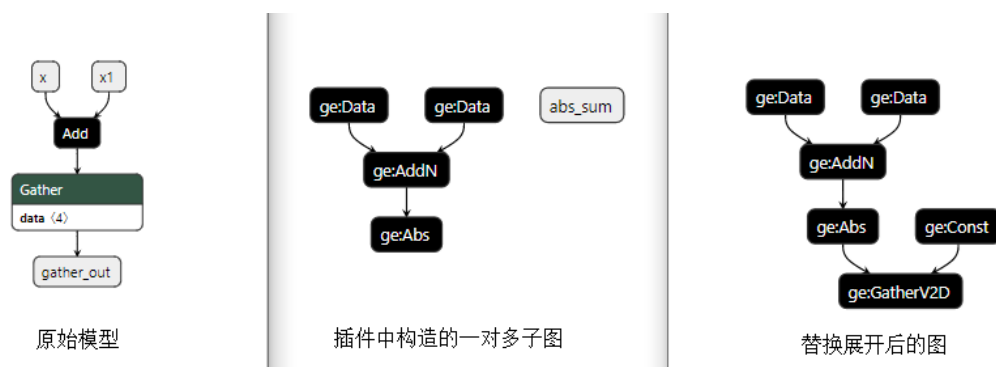 x
x1
Add
Gather
data〈4〉
gather_out
原始模型
ge:Data
ge:Data
abs_sum
ge:AddN
ge:Abs
插件中构造的一对多子图
ge:Data
ge:Data
ge:AddN
ge:Abs
ge:Const
ge:GatherV2D
替换展开后的图